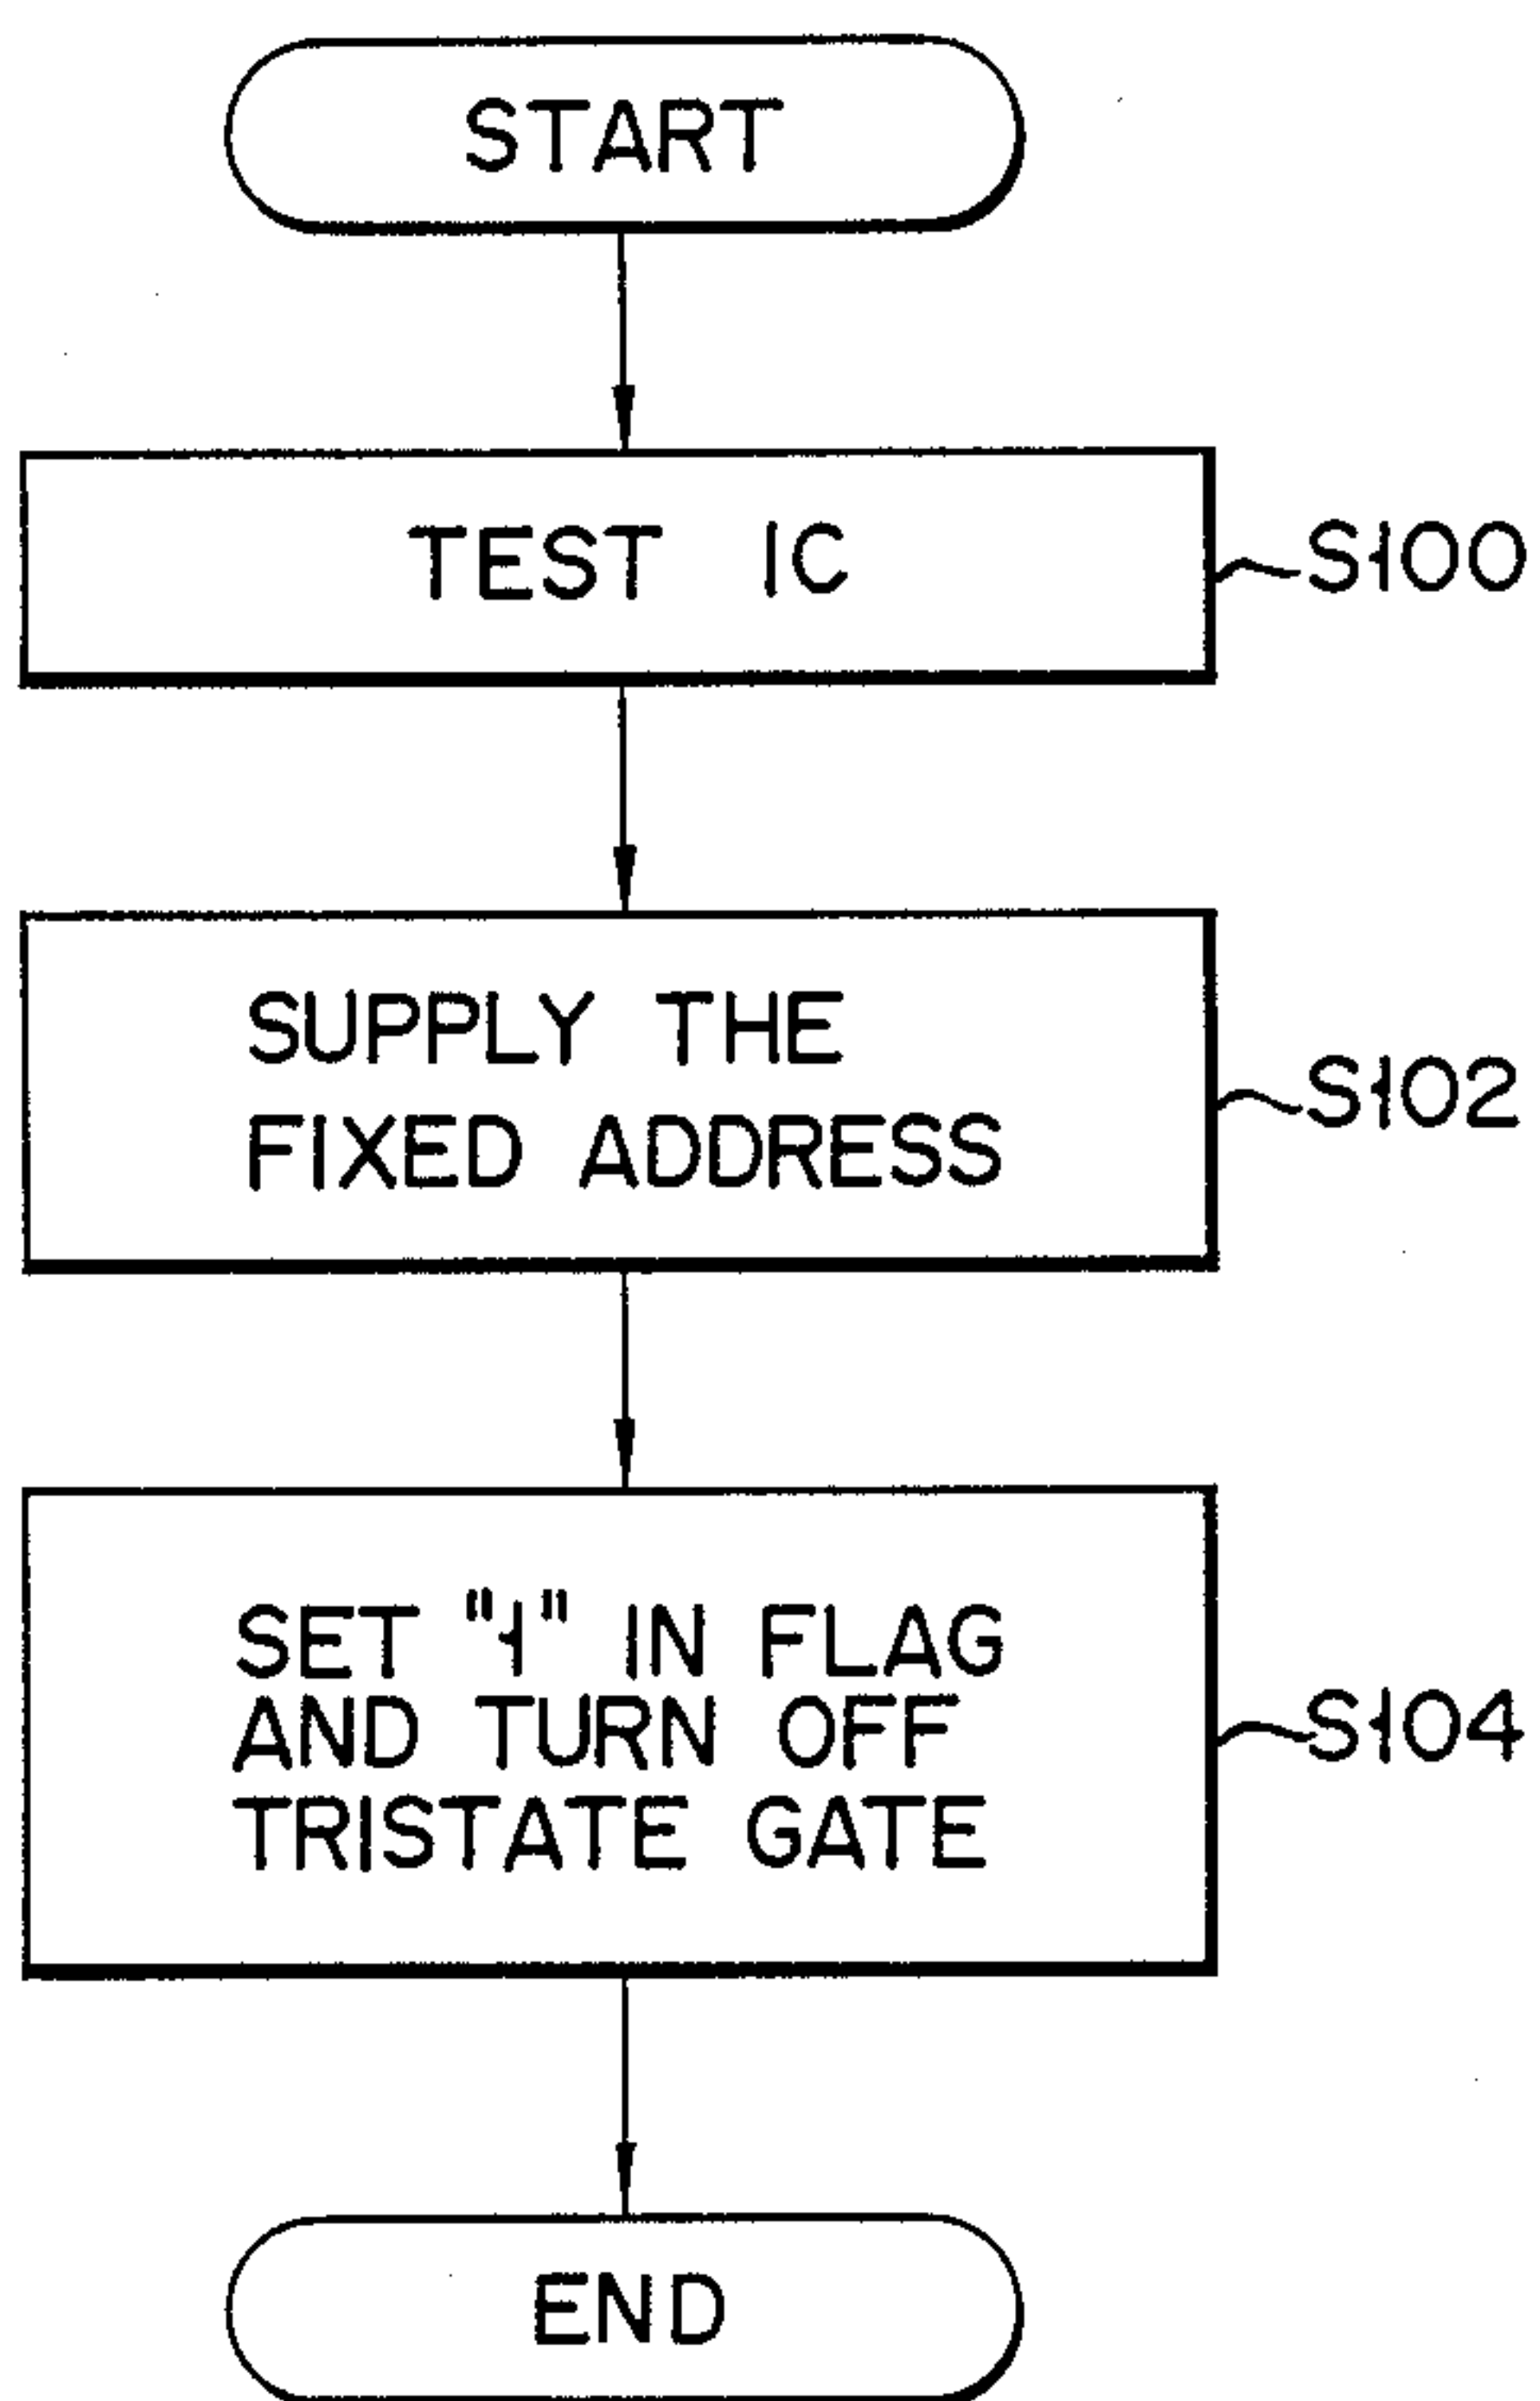 START
TEST IC
S100
SUPPLY THE
FIXED ADDRESS
S102
SET "1" IN FLAG
AND TURN OFF
TRISTATE GATE
S104
END